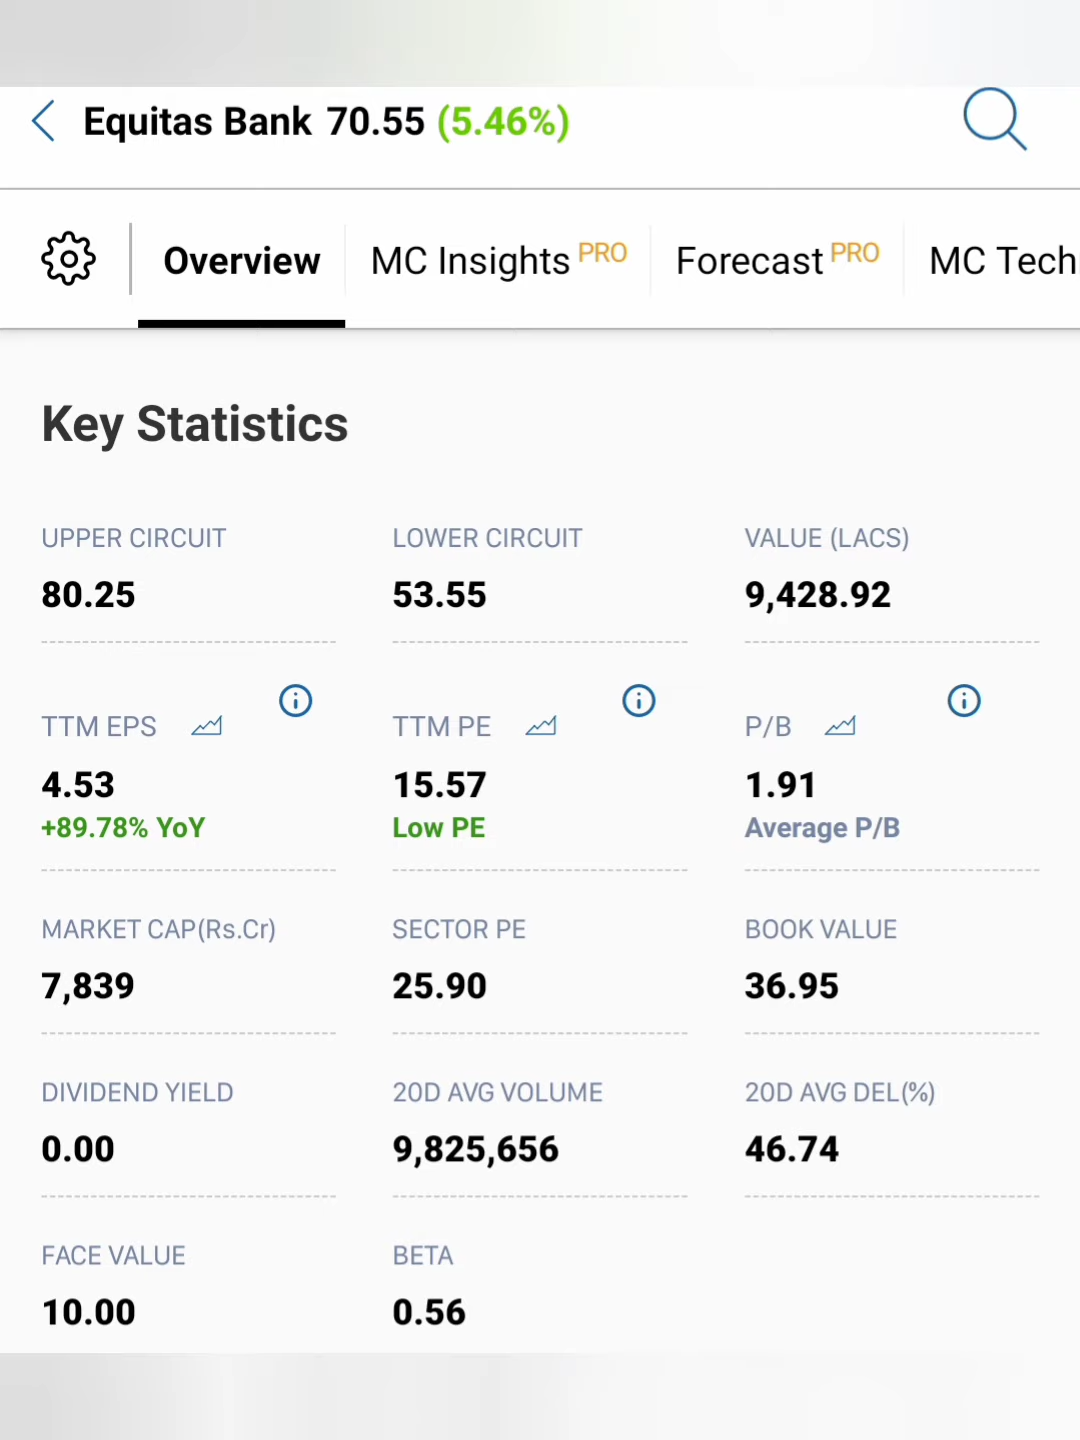 Equitas Bank 70.55 (5.46%)
Overview MC Insights PRO Forecast PRO MC Tech
Key Statistics
UPPER CIRCUIT LOWER CIRCUIT VALUE (LACS)
80.25 53.55 9,428.92
TTM EPS TTM PE P/B
4.53 15.57 1.91
+89.78% YoY Low PE Average P/B
MARKET CAP(Rs.Cr) SECTOR PE BOOK VALUE
7,839 25.90 36.95
DIVIDEND YIELD 20D AVG VOLUME 20D AVG DEL(%)
0.00 9,825,656 46.74
FACE VALUE BETA
10.00 0.56